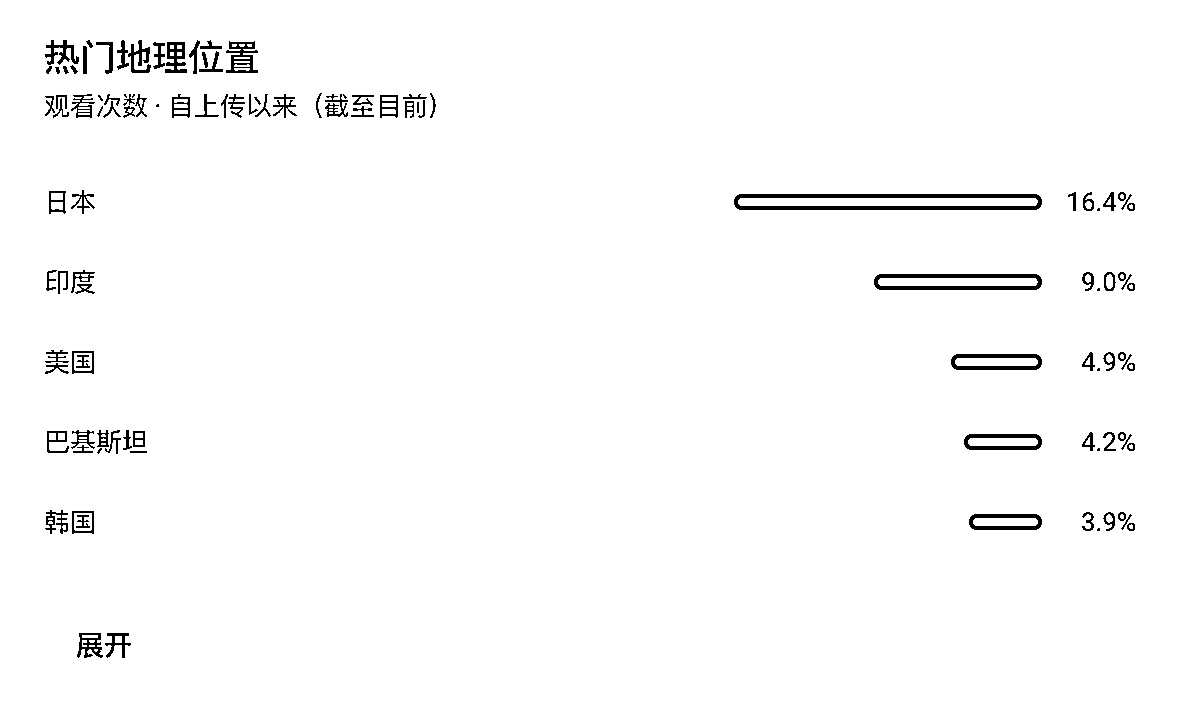 热门地理位置
观看次数 · 自上传以来（截至目前）
日本 16.4%
印度 9.0%
美国 4.9%
巴基斯坦 4.2%
韩国 3.9%
展开